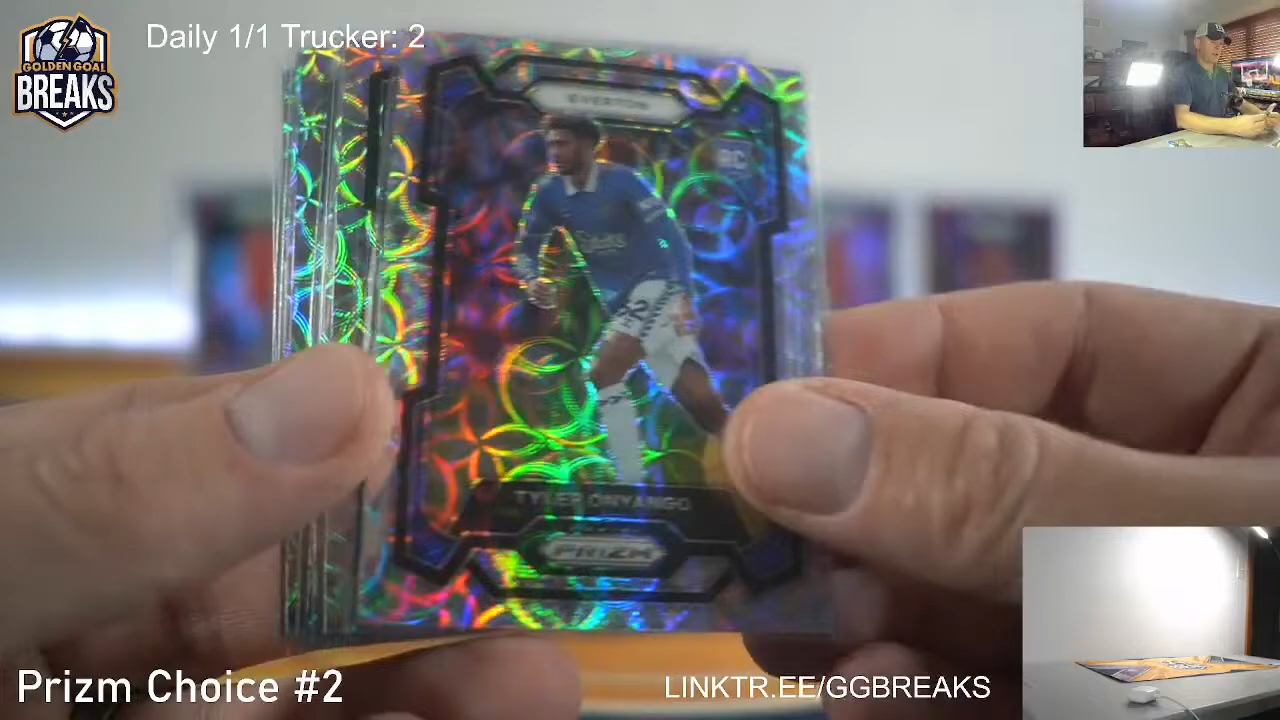 Daily 1/1 Trucker: 2
GOLDEN GOAL
BREAKS
EVERTON
RC
TYLER ONYANGO
PRIZM
Prizm Choice #2
LINKTR.EE/GGBREAKS